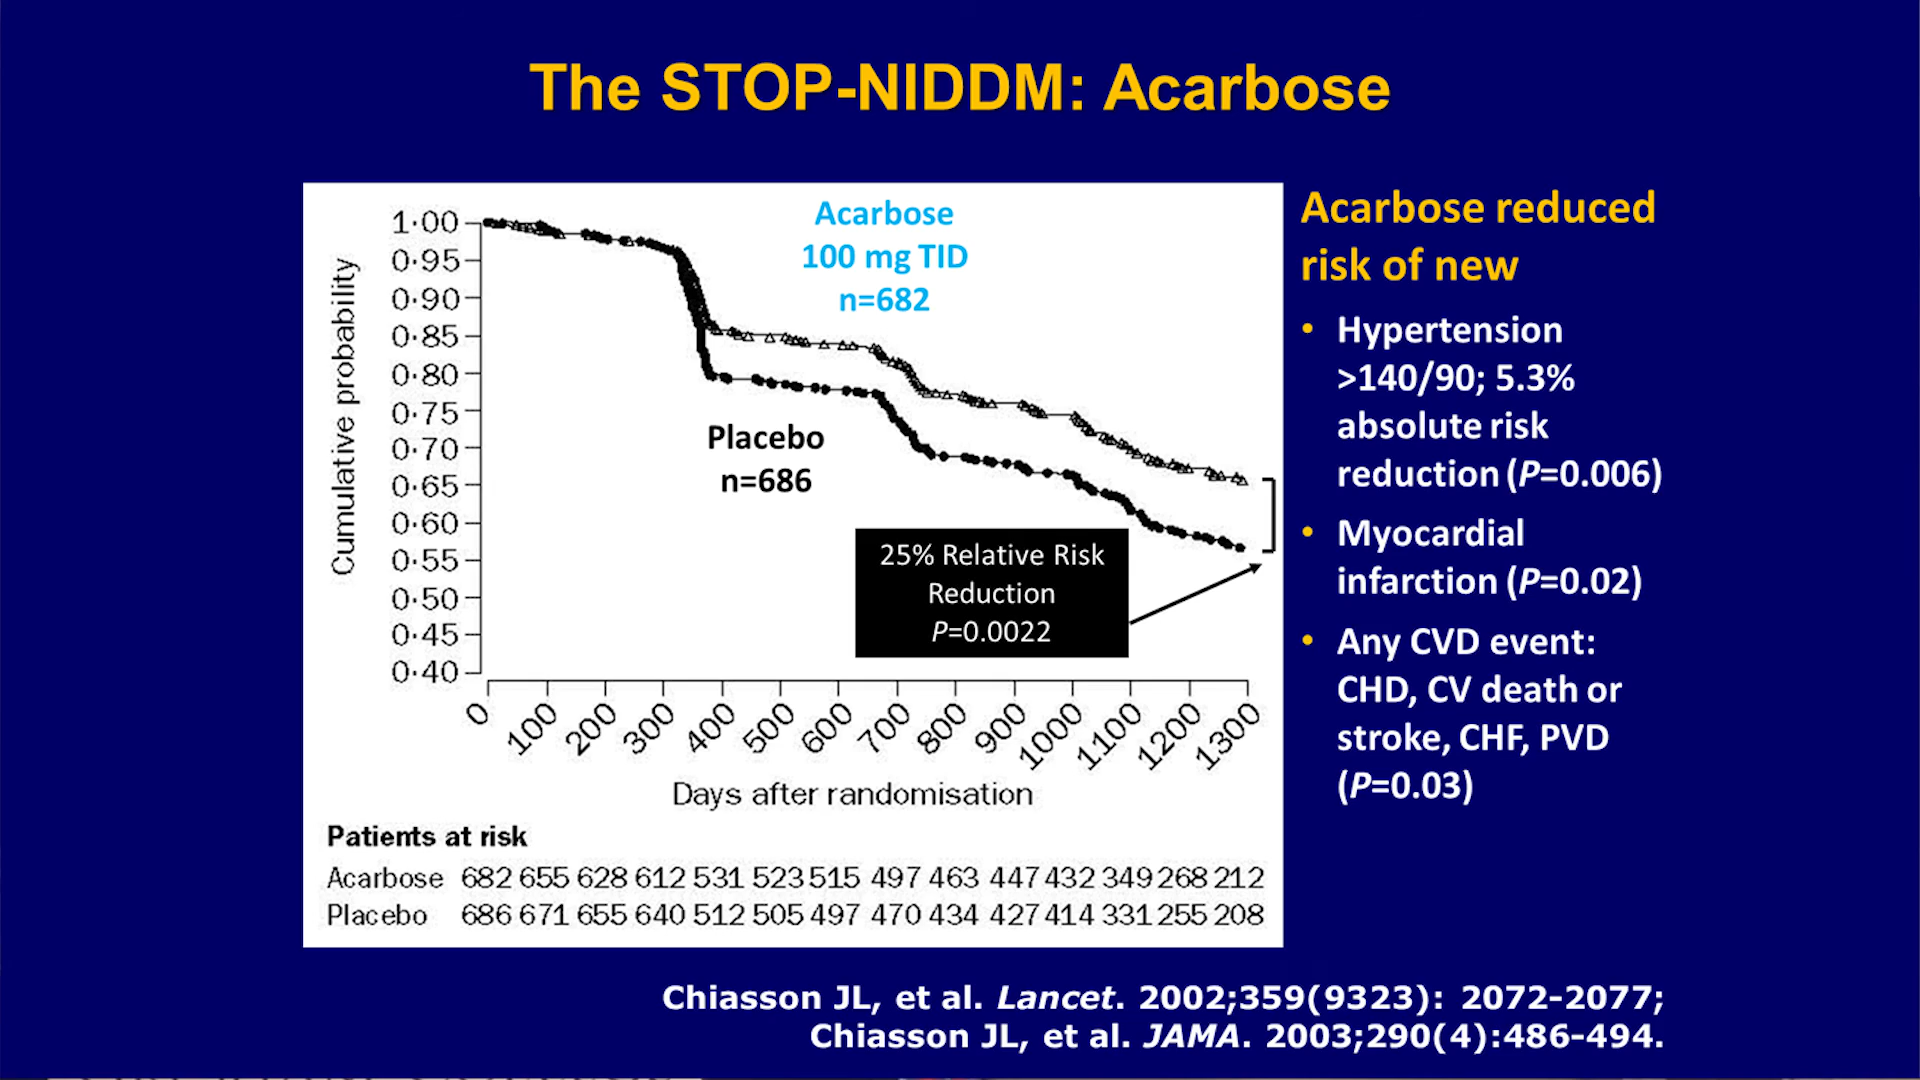 The STOP-NIDDM: Acarbose
Acarbose
100 mg TID
n=682
Placebo
n=686
25% Relative Risk
Reduction
P=0.0022
Cumulative probability
1·00
0·95
0·90
0·85
0·80
0·75
0·70
0·65
0·60
0·55
0·50
0·45
0·40
0 100 200 300 400 500 600 700 800 900 1000 1100 1200 1300
Days after randomisation
Patients at risk
Acarbose 682 655 628 612 531 523 515 497 463 447 432 349 268 212
Placebo 686 671 655 640 512 505 497 470 434 427 414 331 255 208
Acarbose reduced
risk of new
• Hypertension
>140/90; 5.3%
absolute risk
reduction (P=0.006)
• Myocardial
infarction (P=0.02)
• Any CVD event:
CHD, CV death or
stroke, CHF, PVD
(P=0.03)
Chiasson JL, et al. Lancet. 2002;359(9323): 2072-2077;
Chiasson JL, et al. JAMA. 2003;290(4):486-494.